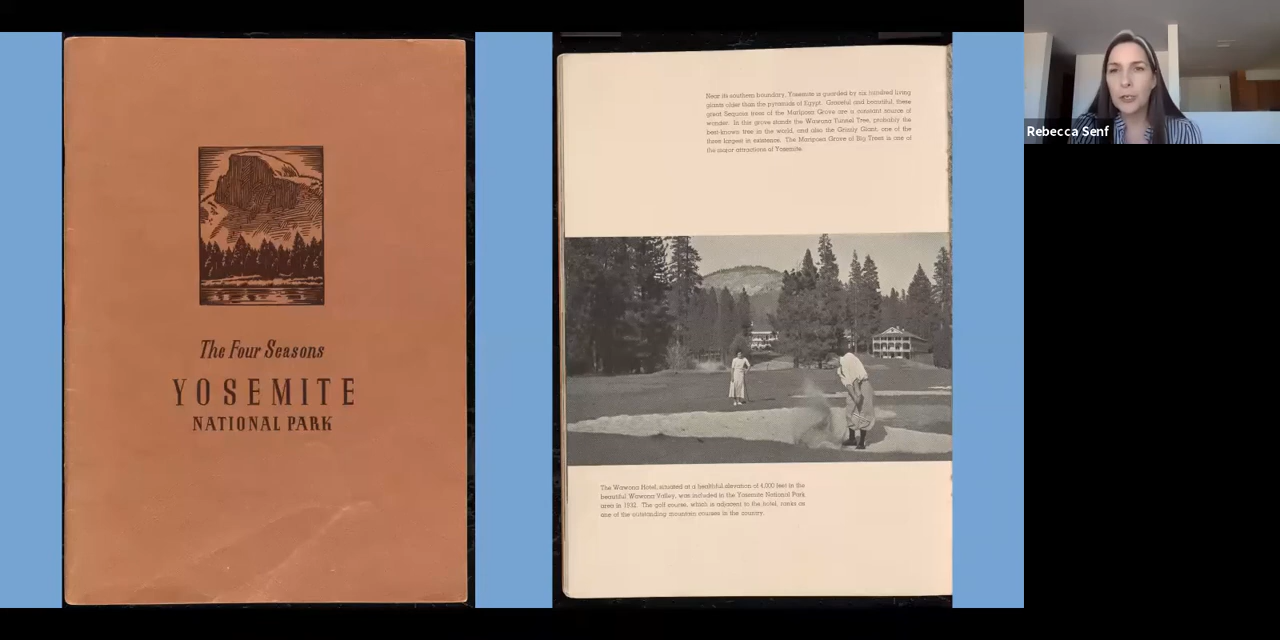 The Four Seasons
YOSEMITE
NATIONAL PARK
Near its southern boundary, Yosemite is guarded by six hundred living
giants older than the pyramids of Egypt. Graceful and beautiful, these
great Sequoia trees of the Mariposa Grove are a constant source of
wonder. In this grove stands the Wawona Tunnel Tree, probably the
best-known tree in the world, and also the Grizzly Giant, one of the
three largest in existence. The Mariposa Grove of Big Trees is one of
the major attractions of Yosemite.
The Wawona Hotel, situated at a healthful elevation of 4,000 feet in the
beautiful Wawona Valley, was included in the Yosemite National Park
area in 1932. The golf course, which is adjacent to the hotel, ranks as
one of the outstanding mountain courses in the country.
Rebecca Senf